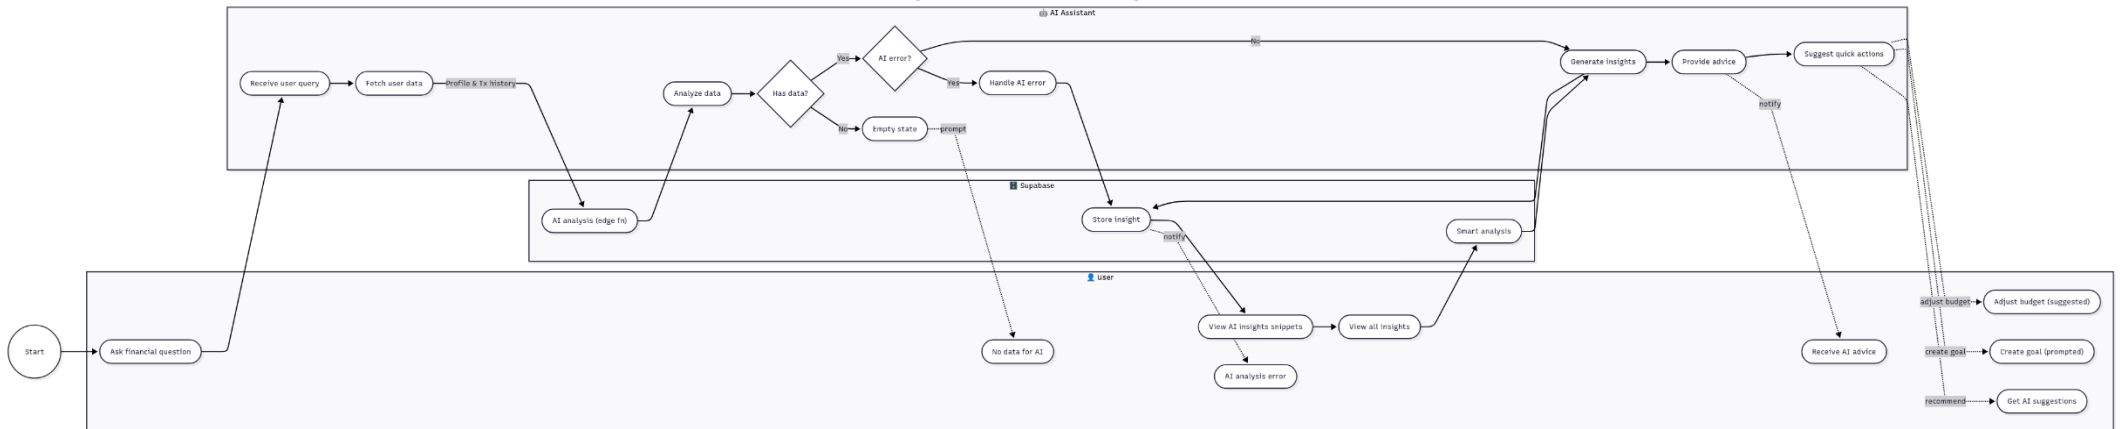 🤖 AI Assistant
Receive user query
Fetch user data
Profile & Tx history
Analyze data
Has data?
Yes
No
AI error?
Yes
No
Handle AI error
Empty state
prompt
Generate insights
Provide advice
notify
Suggest quick actions
🗄️ Supabase
AI analysis (edge fn)
Store insight
notify
Smart analysis
👤 User
Start
Ask financial question
No data for AI
View AI insights snippets
View all insights
AI analysis error
Receive AI advice
adjust budget
Adjust budget (suggested)
create goal
Create goal (prompted)
recommend
Get AI suggestions